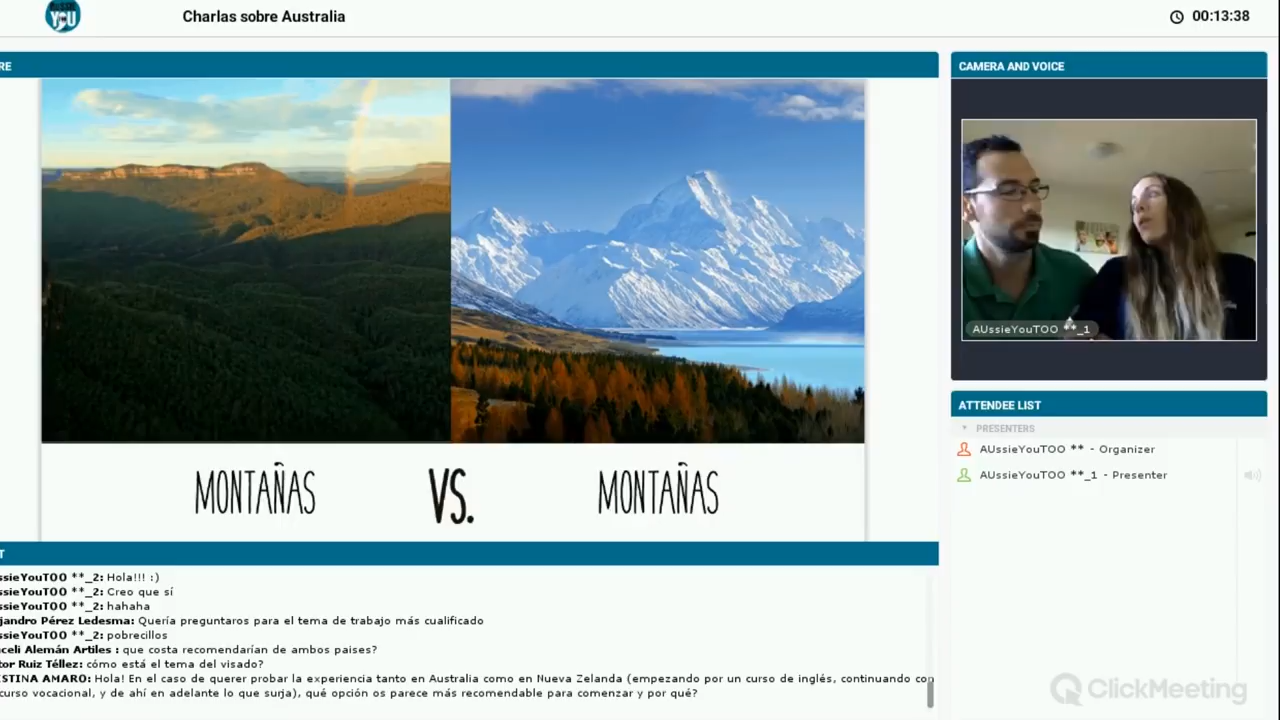 AUSSIE
YOU
Charlas sobre Australia
00:13:38
RE
CAMERA AND VOICE
AUssieYouTOO **_1
MONTAÑAS VS. MONTAÑAS
ATTENDEE LIST
PRESENTERS
AUssieYouTOO ** - Organizer
AUssieYouTOO **_1 - Presenter
T
ssieYouTOO **_2: Hola!!! :)
ssieYouTOO **_2: Creo que sí
ssieYouTOO **_2: hahaha
jandro Pérez Ledesma: Quería preguntaros para el tema de trabajo más cualificado
ssieYouTOO **_2: pobrecillos
celi Alemán Artiles : que costa recomendarían de ambos paises?
tor Ruiz Téllez: cómo está el tema del visado?
STINA AMARO: Hola! En el caso de querer probar la experiencia tanto en Australia como en Nueva Zelanda (empezando por un curso de inglés, continuando con
curso vocacional, y de ahí en adelante lo que surja), qué opción os parece más recomendable para comenzar y por qué?
ClickMeeting